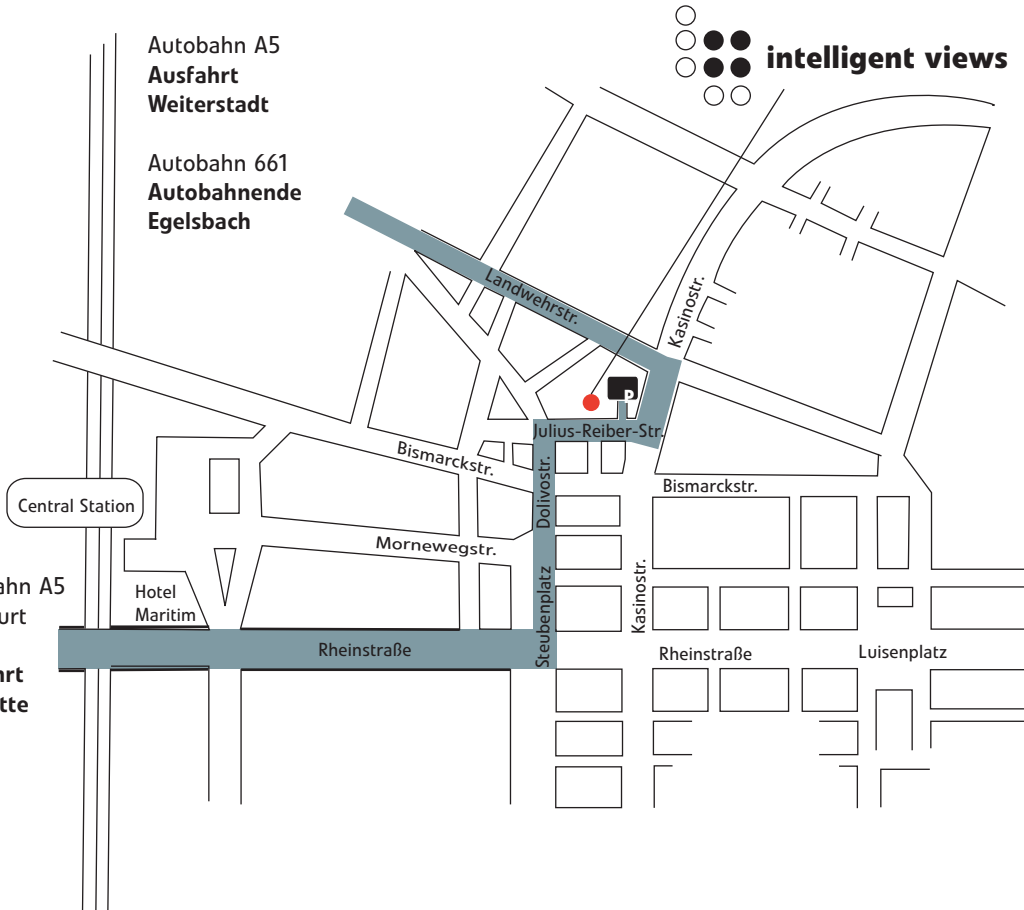 intelligent views
Autobahn A5
Ausfahrt
Weiterstadt
Autobahn 661
Autobahnende
Egelsbach
Landwehrstr.
Kasinostr.
P
Julius-Reiber-Str.
Bismarckstr.
Dolivostr.
Bismarckstr.
Central Station
Mornewegstr.
Kasinostr.
Steubenplatz
Hotel
Maritim
ahn A5
urt
Rheinstraße
Rheinstraße
Luisenplatz
hrt
tte